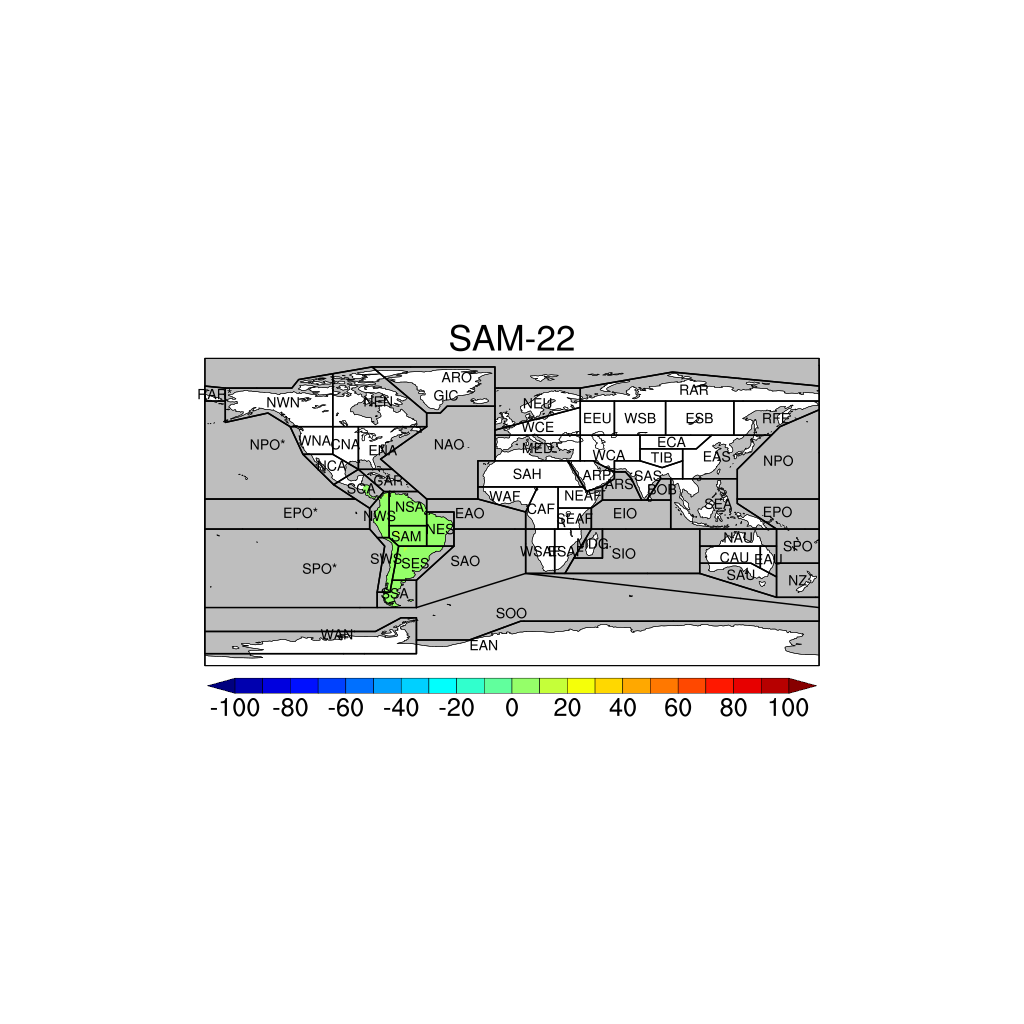 SAM-22
ARO
RAR
RAR*
GIC
NWN
NEN
NEU
EEU
WSB
ESB
RFE
WCE
NPO*
WNA
CNA
ENA
NAO
MED
WCA
ECA
TIB
EAS
NPO
NCA
CAR
SAH
ARP
SAS
ARS
BOB
SCA
WAF
NEAF
CAF
NSA
SEA
EPO*
NWS
NES
EAO
SEAF
EIO
EPO
SAM
NAU
MDG
SPO*
SWS
SES
SAO
WSAF
ESAF
SIO
CAU
EAU
SPO*
SAU
NZ
SSA
SOO
WAN
EAN
-100 -80 -60 -40 -20 0 20 40 60 80 100